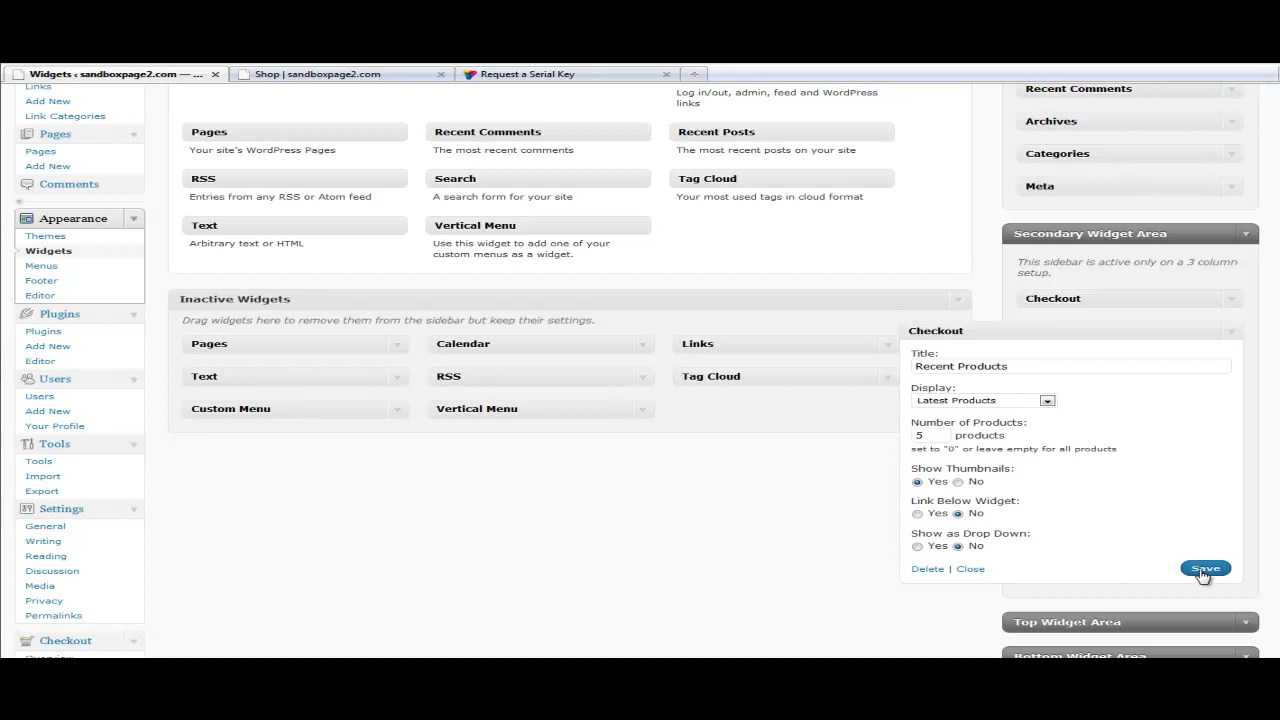 Widgets ‹ sandboxpage2.com — ...
Shop | sandboxpage2.com
Request a Serial Key
Links
Add New
Link Categories
Pages
Pages
Add New
Comments
Appearance
Themes
Widgets
Menus
Footer
Editor
Plugins
Plugins
Add New
Editor
Users
Users
Add New
Your Profile
Tools
Tools
Import
Export
Settings
General
Writing
Reading
Discussion
Media
Privacy
Permalinks
Checkout
Overview
Log in/out, admin, feed and WordPress
links
Pages
Your site's WordPress Pages
Recent Comments
The most recent comments
Recent Posts
The most recent posts on your site
RSS
Entries from any RSS or Atom feed
Search
A search form for your site
Tag Cloud
Your most used tags in cloud format
Text
Arbitrary text or HTML
Vertical Menu
Use this widget to add one of your
custom menus as a widget.
Inactive Widgets
Drag widgets here to remove them from the sidebar but keep their settings.
Pages
Calendar
Links
Text
RSS
Tag Cloud
Custom Menu
Vertical Menu
Recent Comments
Archives
Categories
Meta
Secondary Widget Area
This sidebar is active only on a 3 column
setup.
Checkout
Checkout
Title:
Recent Products
Display:
Latest Products
Number of Products:
5 products
set to "0" or leave empty for all products
Show Thumbnails:
Yes No
Link Below Widget:
Yes No
Show as Drop Down:
Yes No
Delete | Close
Save
Top Widget Area
Bottom Widget Area